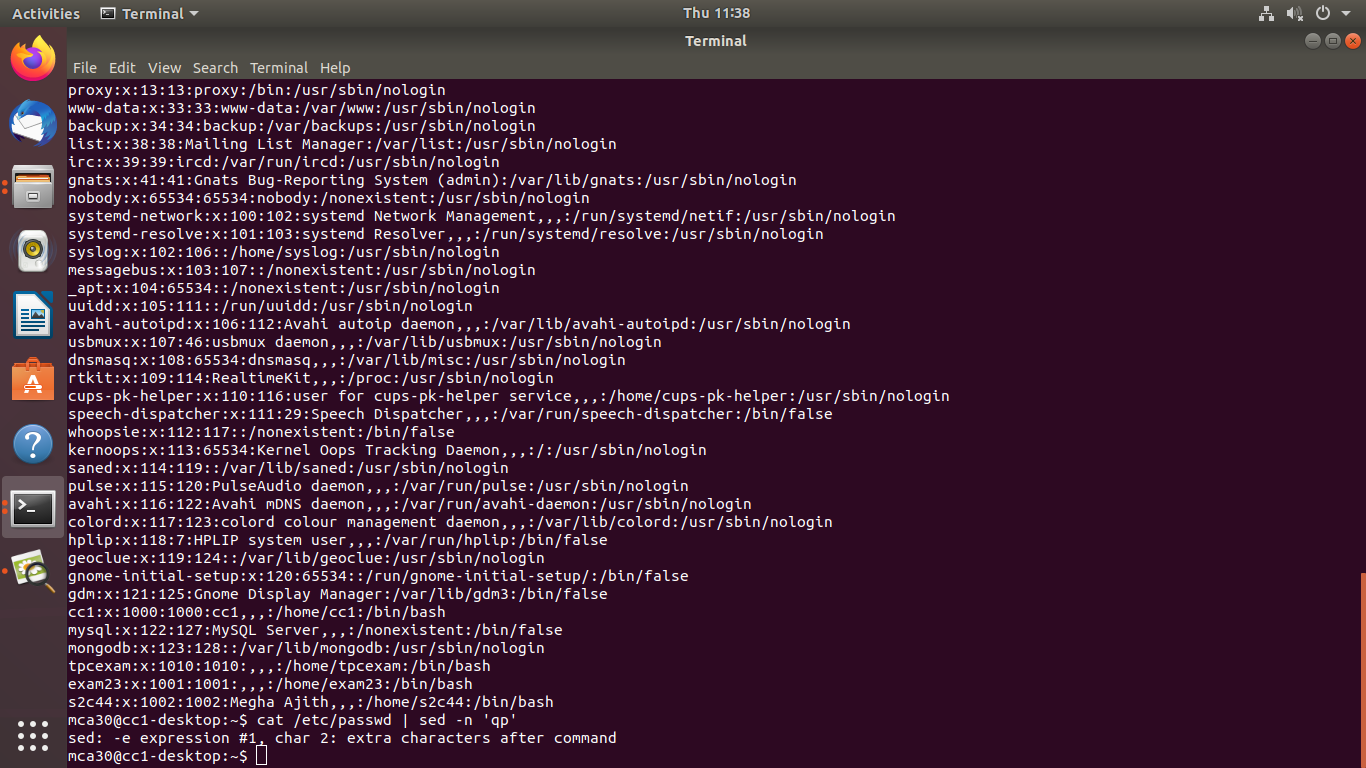 Activities Terminal Thu 11:38
Terminal
File Edit View Search Terminal Help
proxy:x:13:13:proxy:/bin:/usr/sbin/nologin
www-data:x:33:33:www-data:/var/www:/usr/sbin/nologin
backup:x:34:34:backup:/var/backups:/usr/sbin/nologin
list:x:38:38:Mailing List Manager:/var/list:/usr/sbin/nologin
irc:x:39:39:ircd:/var/run/ircd:/usr/sbin/nologin
gnats:x:41:41:Gnats Bug-Reporting System (admin):/var/lib/gnats:/usr/sbin/nologin
nobody:x:65534:65534:nobody:/nonexistent:/usr/sbin/nologin
systemd-network:x:100:102:systemd Network Management,,,:/run/systemd/netif:/usr/sbin/nologin
systemd-resolve:x:101:103:systemd Resolver,,,:/run/systemd/resolve:/usr/sbin/nologin
syslog:x:102:106::/home/syslog:/usr/sbin/nologin
messagebus:x:103:107::/nonexistent:/usr/sbin/nologin
_apt:x:104:65534::/nonexistent:/usr/sbin/nologin
uuidd:x:105:111::/run/uuidd:/usr/sbin/nologin
avahi-autoipd:x:106:112:Avahi autoip daemon,,,:/var/lib/avahi-autoipd:/usr/sbin/nologin
usbmux:x:107:46:usbmux daemon,,,:/var/lib/usbmux:/usr/sbin/nologin
dnsmasq:x:108:65534:dnsmasq,,,:/var/lib/misc:/usr/sbin/nologin
rtkit:x:109:114:RealtimeKit,,,:/proc:/usr/sbin/nologin
cups-pk-helper:x:110:116:user for cups-pk-helper service,,,:/home/cups-pk-helper:/usr/sbin/nologin
speech-dispatcher:x:111:29:Speech Dispatcher,,,:/var/run/speech-dispatcher:/bin/false
whoopsie:x:112:117::/nonexistent:/bin/false
kernoops:x:113:65534:Kernel Oops Tracking Daemon,,,:/:/usr/sbin/nologin
saned:x:114:119::/var/lib/saned:/usr/sbin/nologin
pulse:x:115:120:PulseAudio daemon,,,:/var/run/pulse:/usr/sbin/nologin
avahi:x:116:122:Avahi mDNS daemon,,,:/var/run/avahi-daemon:/usr/sbin/nologin
colord:x:117:123:colord colour management daemon,,,:/var/lib/colord:/usr/sbin/nologin
hplip:x:118:7:HPLIP system user,,,:/var/run/hplip:/bin/false
geoclue:x:119:124::/var/lib/geoclue:/usr/sbin/nologin
gnome-initial-setup:x:120:65534::/run/gnome-initial-setup/:/bin/false
gdm:x:121:125:Gnome Display Manager:/var/lib/gdm3:/bin/false
cc1:x:1000:1000:cc1,,,:/home/cc1:/bin/bash
mysql:x:122:127:MySQL Server,,,:/nonexistent:/bin/false
mongodb:x:123:128::/var/lib/mongodb:/usr/sbin/nologin
tpcexam:x:1010:1010:,,,:/home/tpcexam:/bin/bash
exam23:x:1001:1001:,,,:/home/exam23:/bin/bash
s2c44:x:1002:1002:Megha Ajith,,,:/home/s2c44:/bin/bash
mca30@cc1-desktop:~$ cat /etc/passwd | sed -n 'qp'
sed: -e expression #1, char 2: extra characters after command
mca30@cc1-desktop:~$